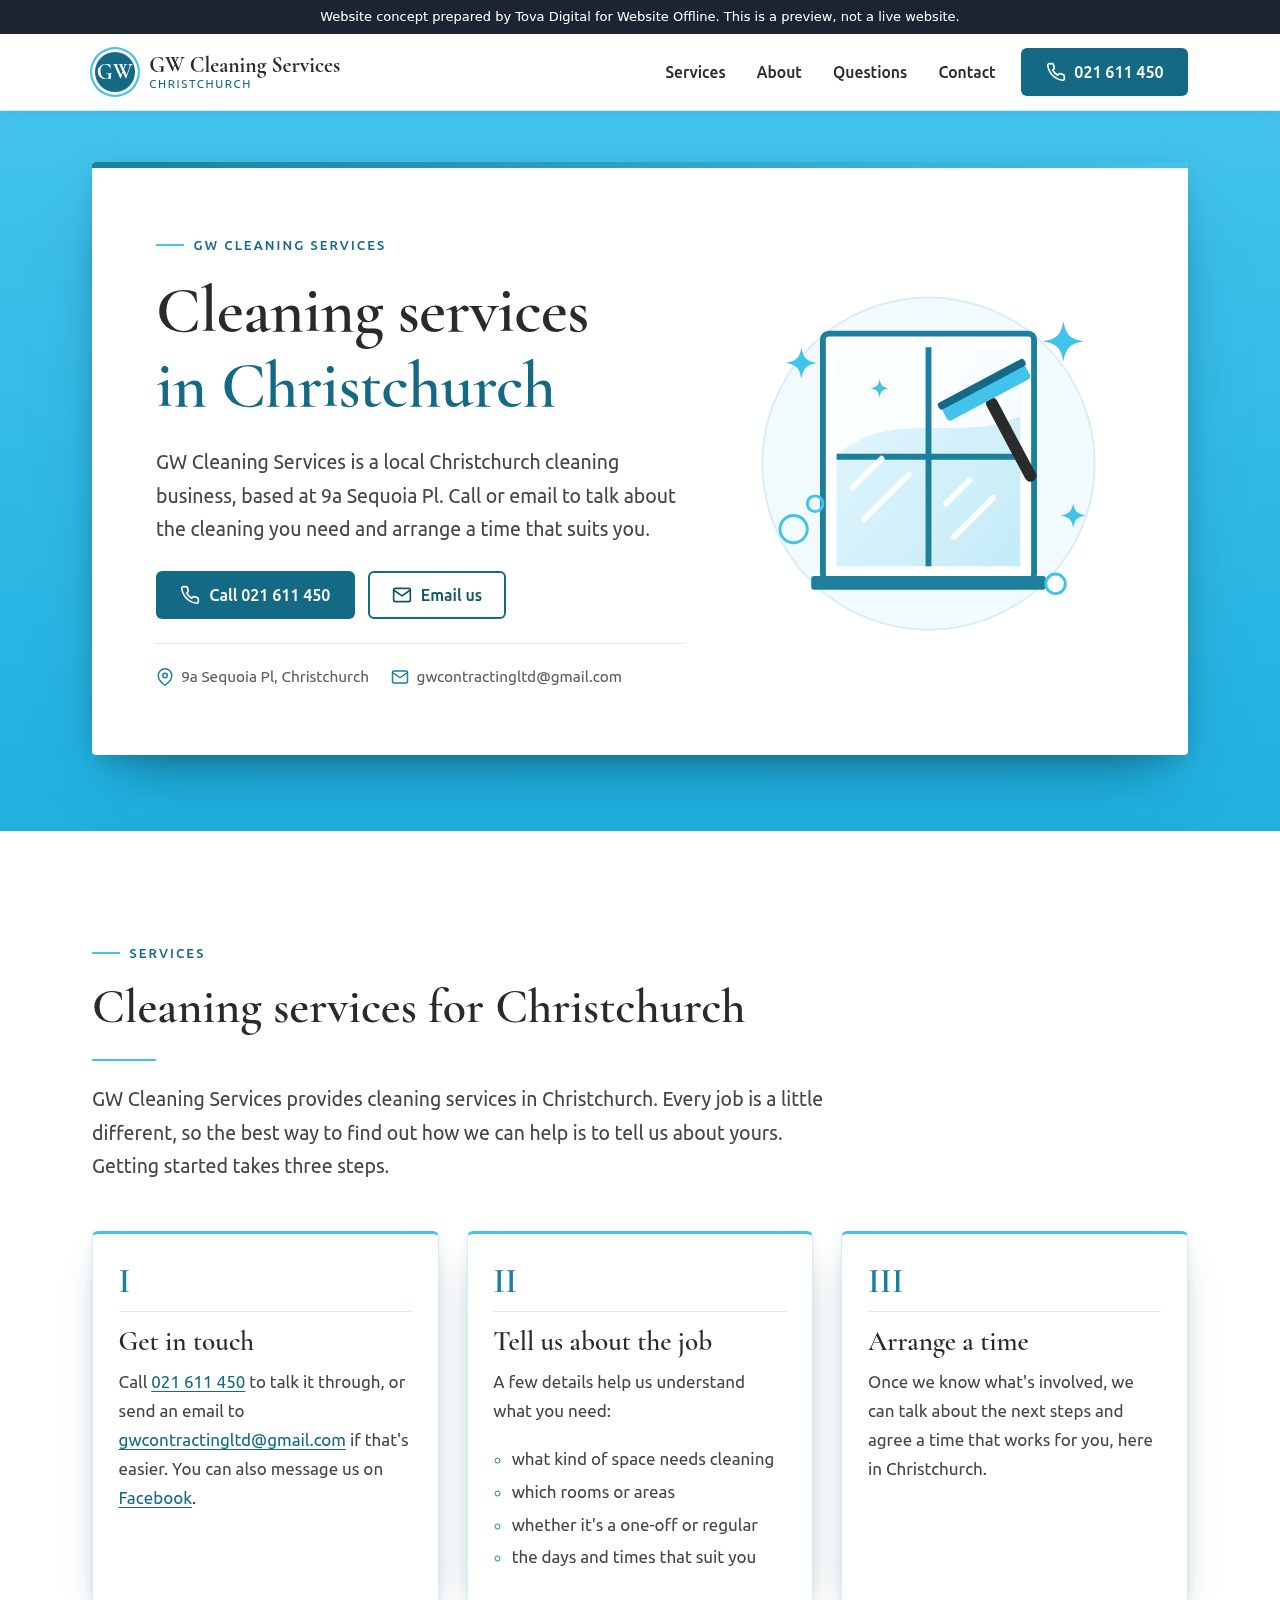 Website concept prepared by Tova Digital for Website Offline. This is a preview, not a live website.
GW
GW Cleaning Services
CHRISTCHURCH
Services
About
Questions
Contact
021 611 450
GW CLEANING SERVICES
Cleaning services
in Christchurch
GW Cleaning Services is a local Christchurch cleaning
business, based at 9a Sequoia Pl. Call or email to talk about
the cleaning you need and arrange a time that suits you.
Call 021 611 450
Email us
9a Sequoia Pl, Christchurch
gwcontractingltd@gmail.com
SERVICES
Cleaning services for Christchurch
GW Cleaning Services provides cleaning services in Christchurch. Every job is a little
different, so the best way to find out how we can help is to tell us about yours.
Getting started takes three steps.
I
Get in touch
Call 021 611 450 to talk it through, or
send an email to
gwcontractingltd@gmail.com if that's
easier. You can also message us on
Facebook.
II
Tell us about the job
A few details help us understand
what you need:
what kind of space needs cleaning
which rooms or areas
whether it's a one-off or regular
the days and times that suit you
III
Arrange a time
Once we know what's involved, we
can talk about the next steps and
agree a time that works for you, here
in Christchurch.